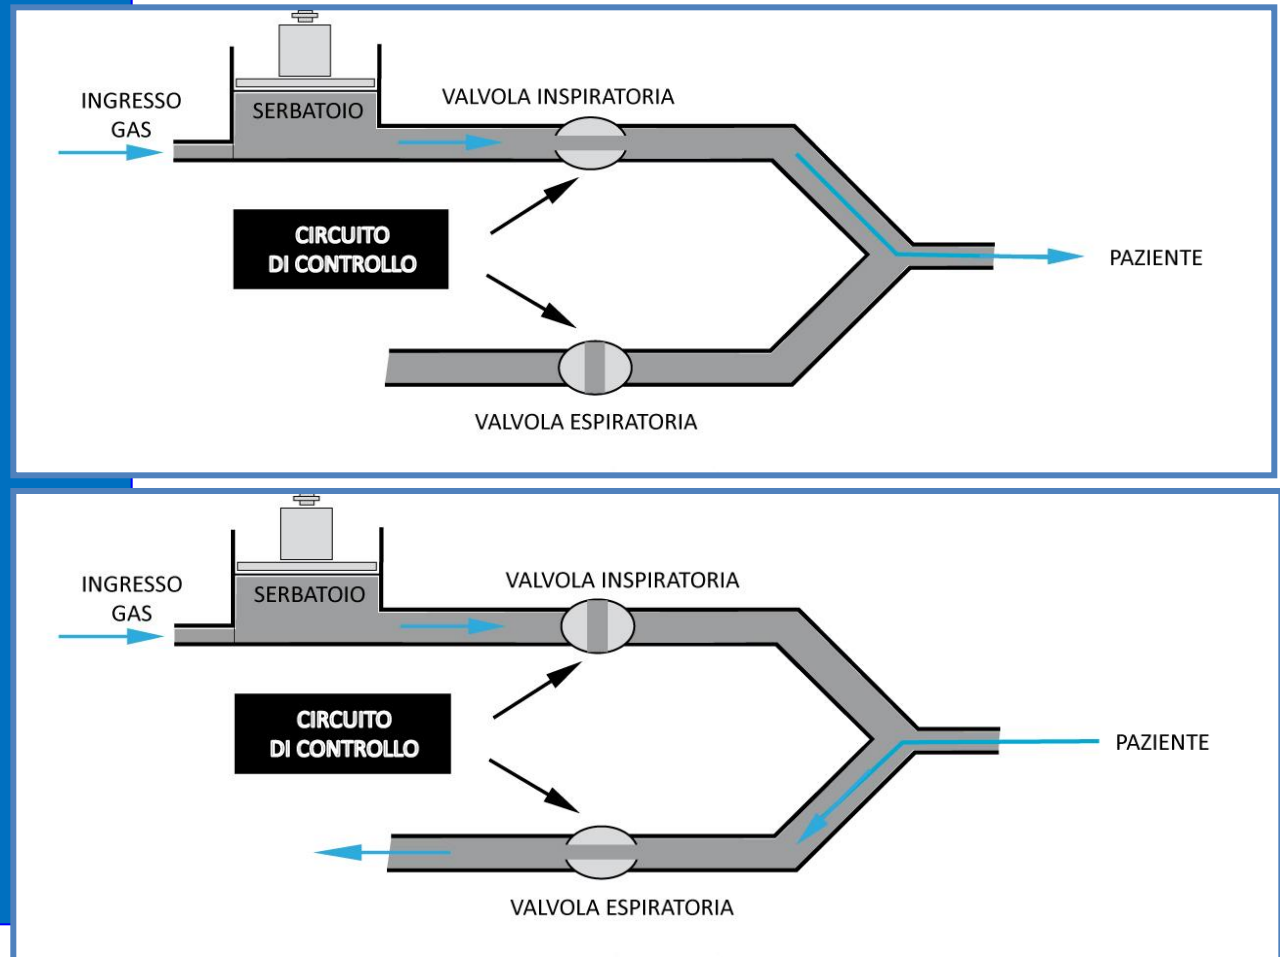 VALVOLA INSPIRATORIA
INGRESSO
GAS
SERBATOIO
CIRCUITO
DI CONTROLLO
PAZIENTE
VALVOLA ESPIRATORIA
VALVOLA INSPIRATORIA
INGRESSO
GAS
SERBATOIO
CIRCUITO
DI CONTROLLO
PAZIENTE
VALVOLA ESPIRATORIA